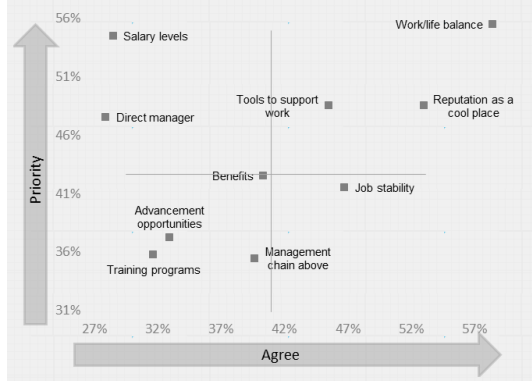 56%
Work/life balance
Salary levels
51%
Tools to support
work
Reputation as a
cool place
Direct manager
46%
Benefits
Job stability
41%
Priority
Advancement
opportunities
36%
Management
chain above
Training programs
31%
27% 32% 37% 42% 47% 52% 57%
Agree